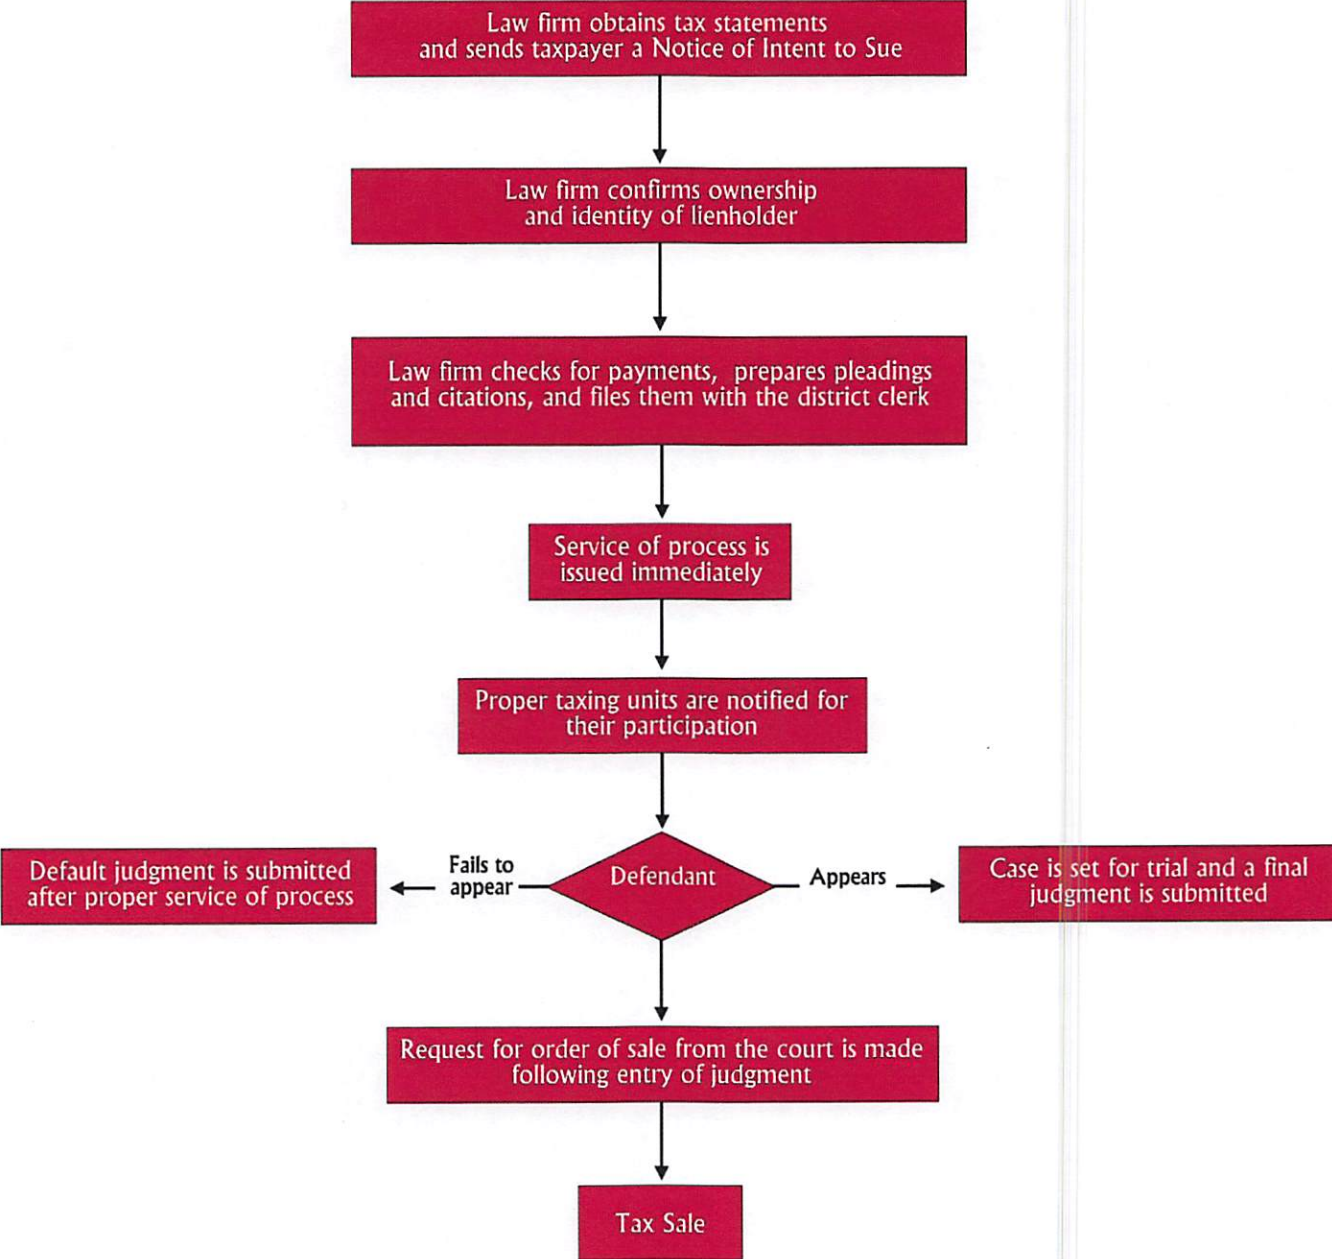 Law firm obtains tax statements
and sends taxpayer a Notice of Intent to Sue
Law firm confirms ownership
and identity of lienholder
Law firm checks for payments, prepares pleadings
and citations, and files them with the district clerk
Service of process is
issued immediately
Proper taxing units are notified for
their participation
Defendant
Fails to
appear
Default judgment is submitted
after proper service of process
Appears
Case is set for trial and a final
judgment is submitted
Request for order of sale from the court is made
following entry of judgment
Tax Sale